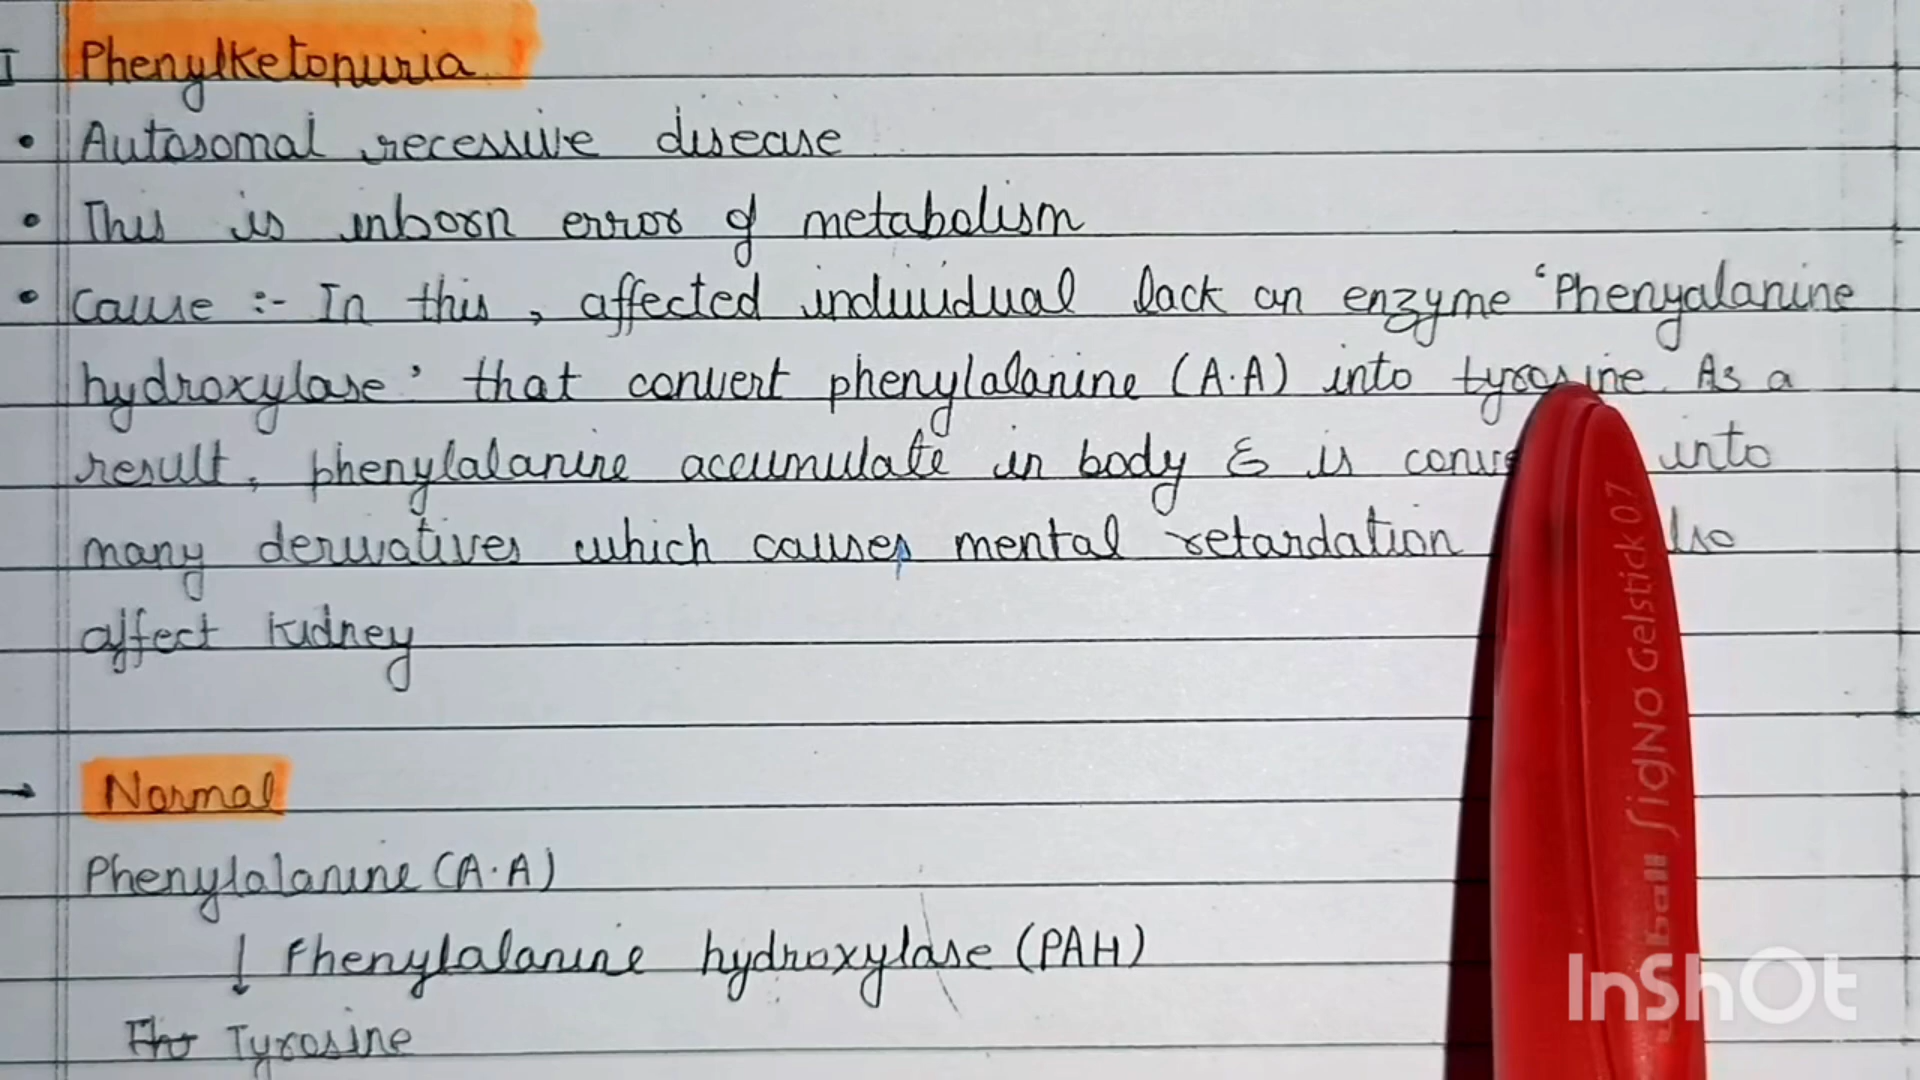 I Phenylketonuria
• Autosomal recessive disease
• This is inborn error of metabolism
• Cause :- In this, affected individual lack an enzyme 'Phenyalanine
hydroxylase' that convert phenylalanine (A.A) into tyrosine. As a
result, phenylalanine accumulate in body & is into
many derivatives which causes mental retardation
affect kidney
→ Normal
Phenylalanine (A.A)
↓ Phenylalanine hydroxylase (PAH)
Tyrosine
SigNO Gelstick 07
InShOt